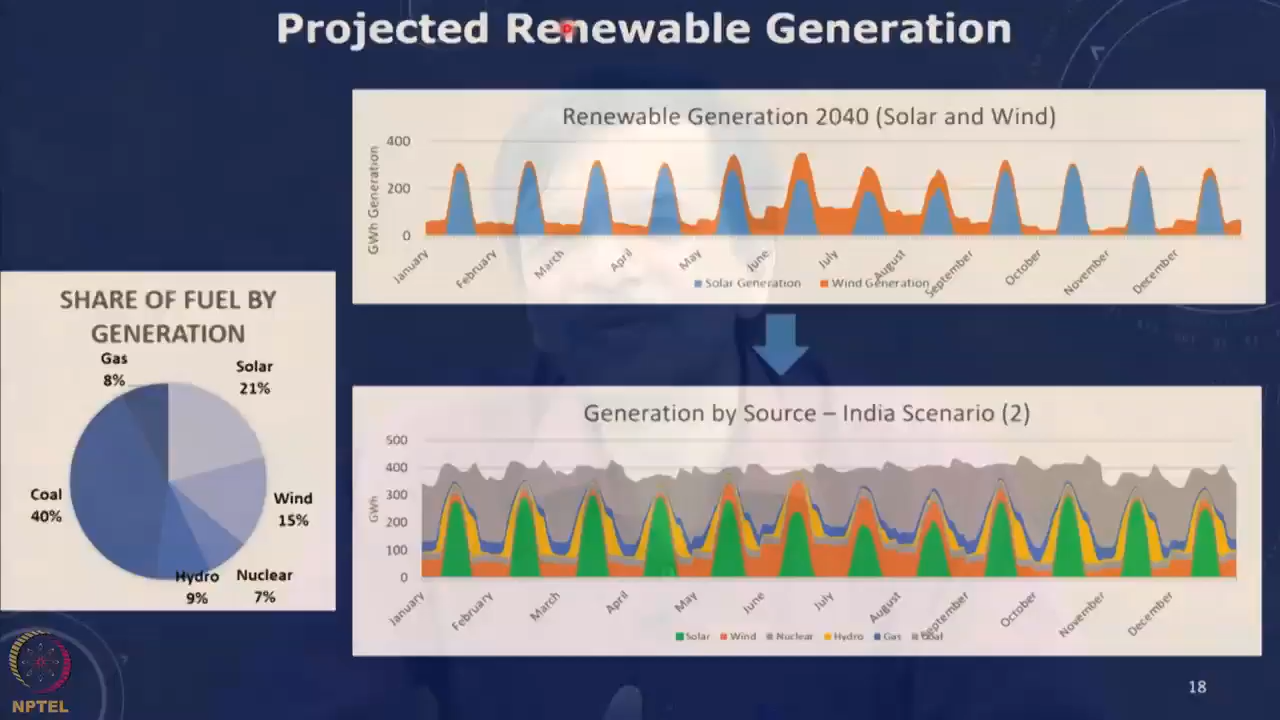 Projected Renewable Generation
Renewable Generation 2040 (Solar and Wind)
GWh Generation
400
200
0
January
February
March
April
May
June
July
August
September
October
November
December
Solar Generation
Wind Generation
SHARE OF FUEL BY
GENERATION
Gas
8%
Solar
21%
Coal
40%
Wind
15%
Hydro
9%
Nuclear
7%
Generation by Source – India Scenario (2)
GWh
500
400
300
200
100
0
January
February
March
April
May
June
July
August
September
October
November
December
Solar
Wind
Nuclear
Hydro
Gas
Coal
NPTEL
18